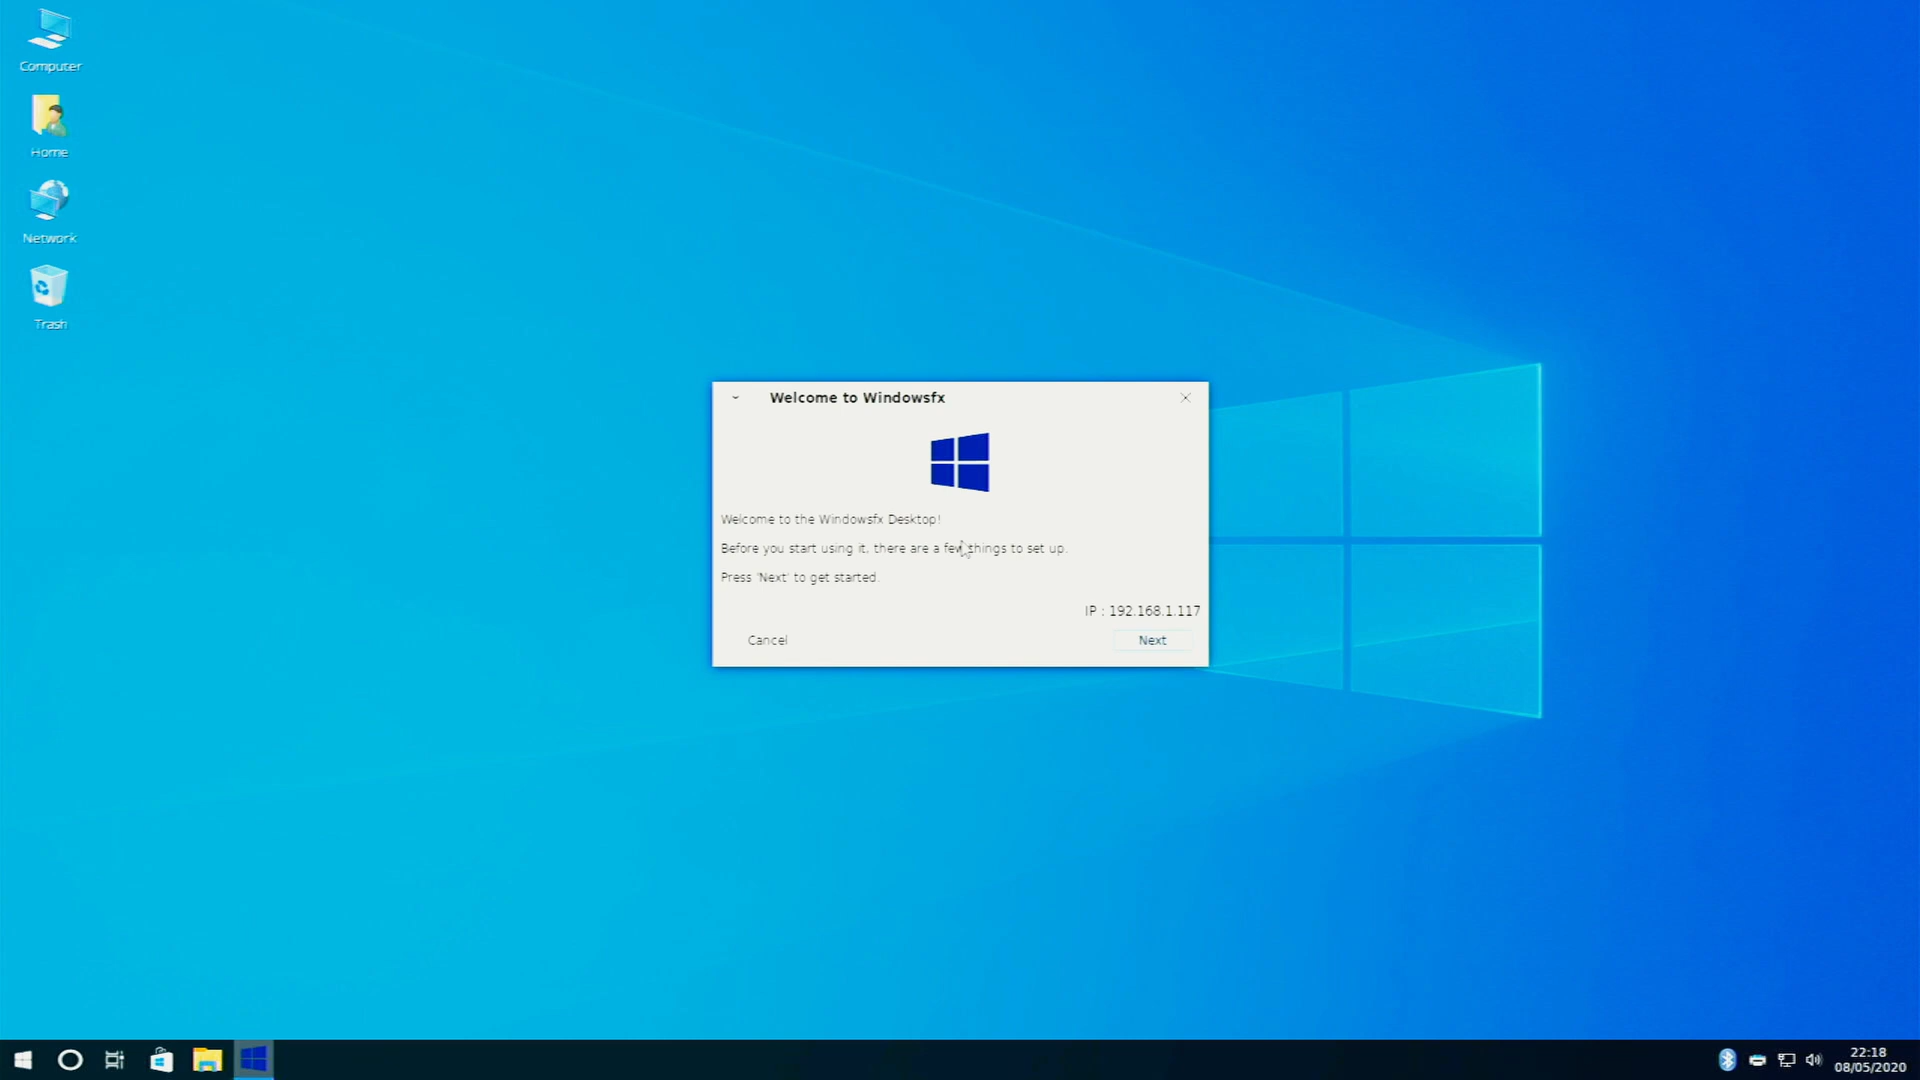 Computer
Home
Network
Trash
Welcome to Windowsfx
Welcome to the Windowsfx Desktop!
Before you start using it, there are a few things to set up.
Press 'Next' to get started.
IP : 192.168.1.117
Cancel
Next
22:18
08/05/2020